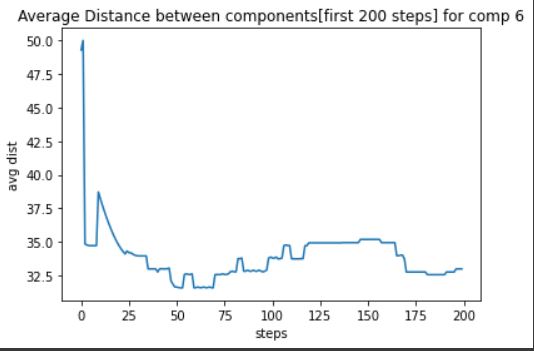 Average Distance between components[first 200 steps] for comp 6
50.0
47.5
45.0
42.5
40.0
37.5
35.0
32.5
avg dist
0 25 50 75 100 125 150 175 200
steps